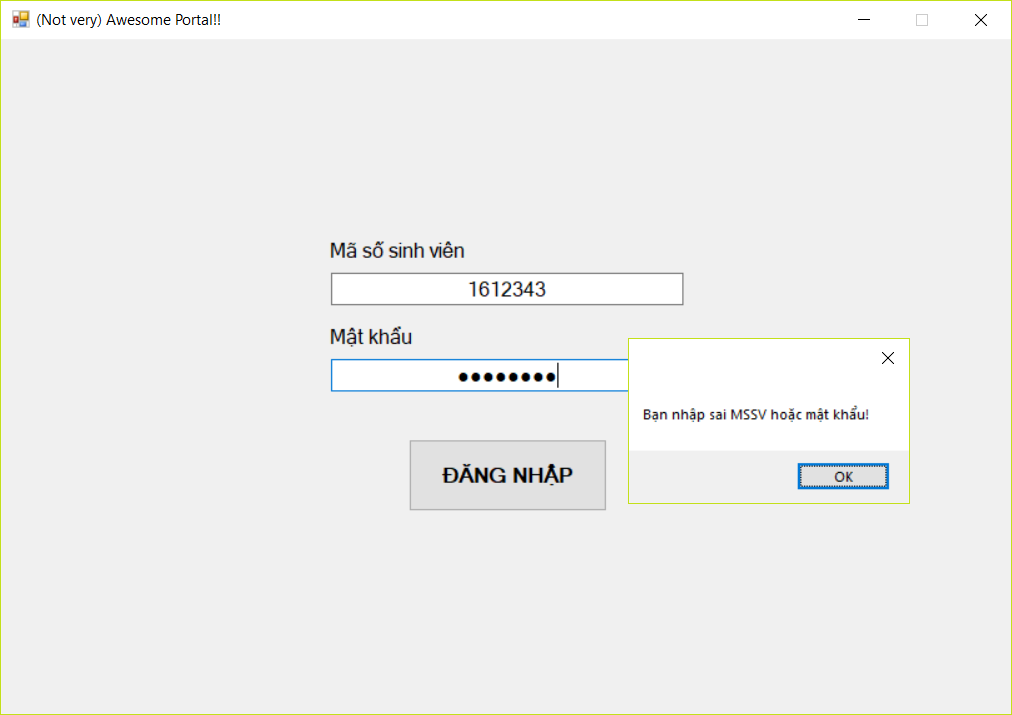 (Not very) Awesome Portal!!
Mã số sinh viên
1612343
Mật khẩu
●●●●●●●●
Bạn nhập sai MSSV hoặc mật khẩu!
OK
ĐĂNG NHẬP